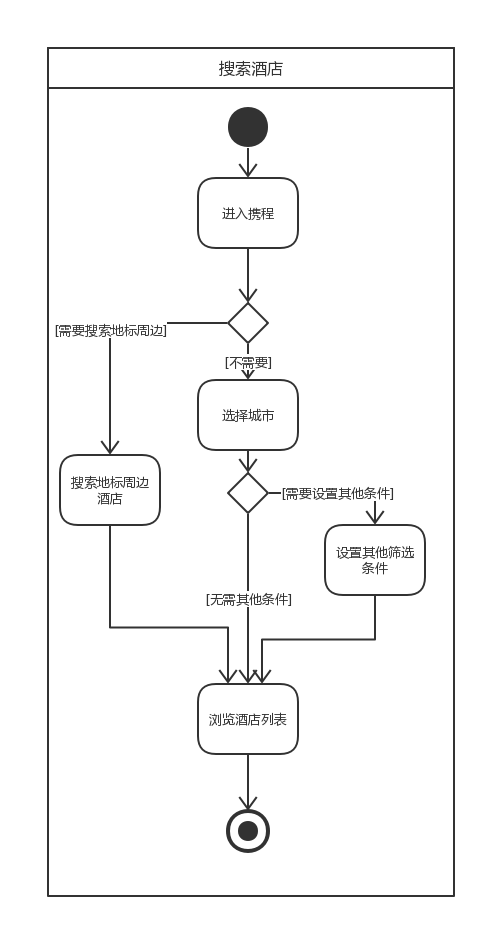 搜索酒店
进入携程
[需要搜索地标周边]
[不需要]
选择城市
搜索地标周边
酒店
[需要设置其他条件]
设置其他筛选
条件
[无需其他条件]
浏览酒店列表